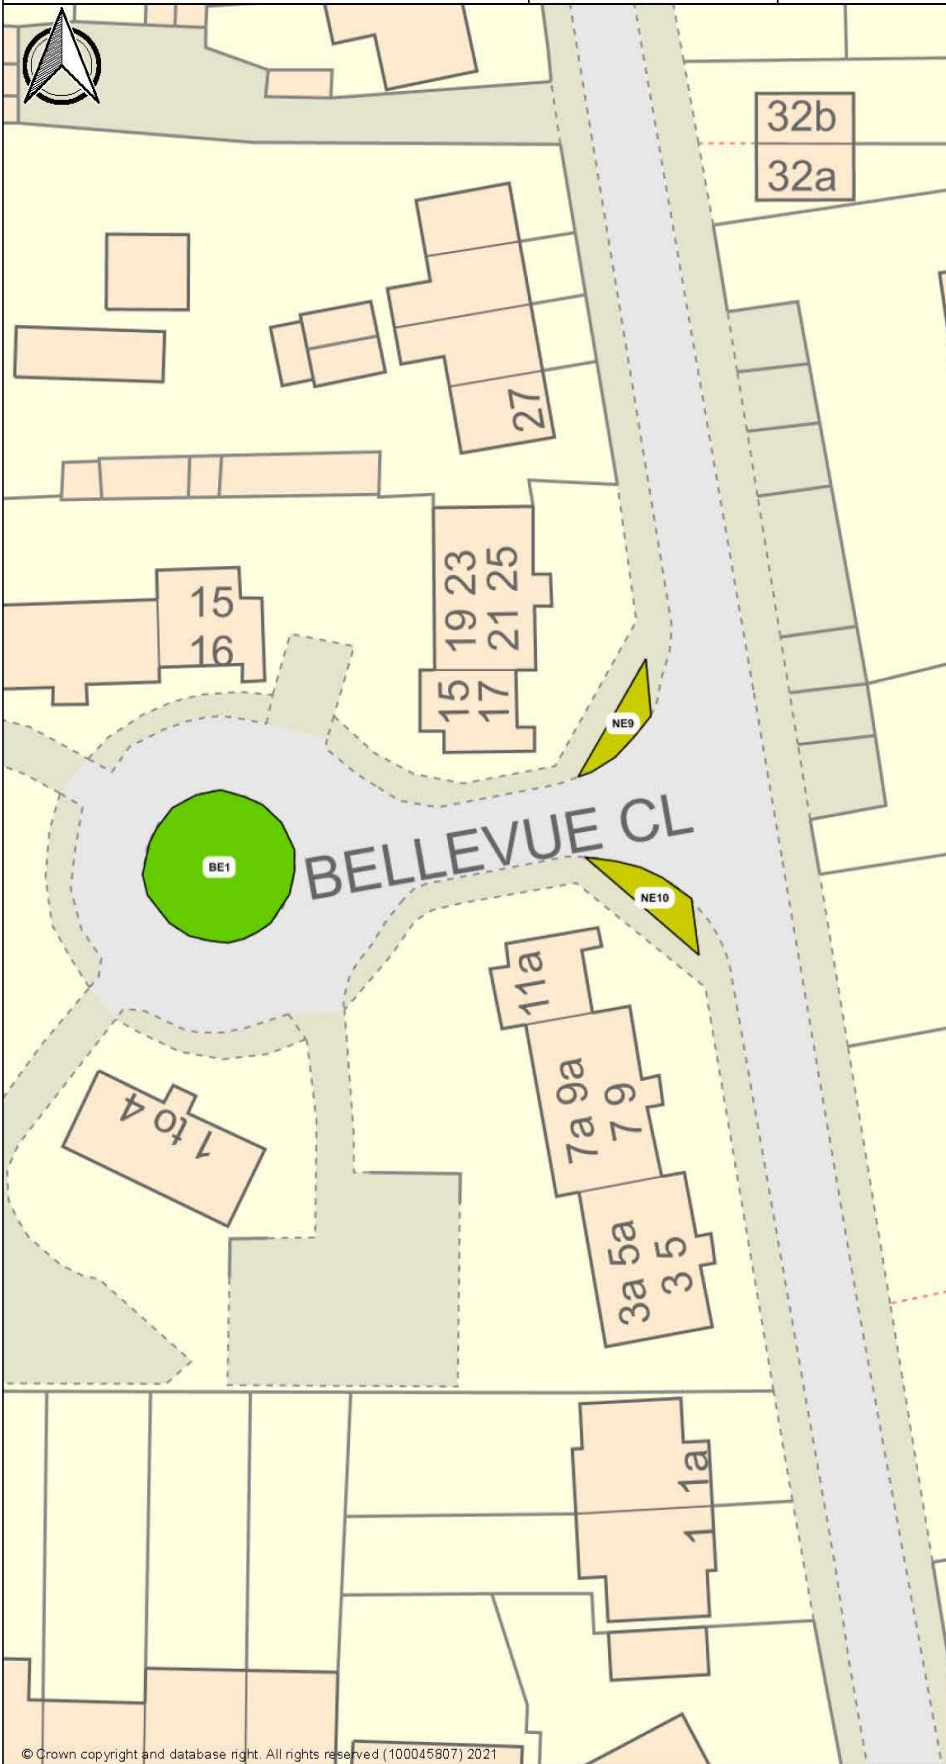 32b
32a
27
19 23
21 25
15
16
15
17
NE9
BELLEVUE CL
BE1
NE10
11a
7a 9a
7 9
1 to 4
3a 5a
3 5
1a
1
© Crown copyright and database right. All rights reserved (100045807) 2021